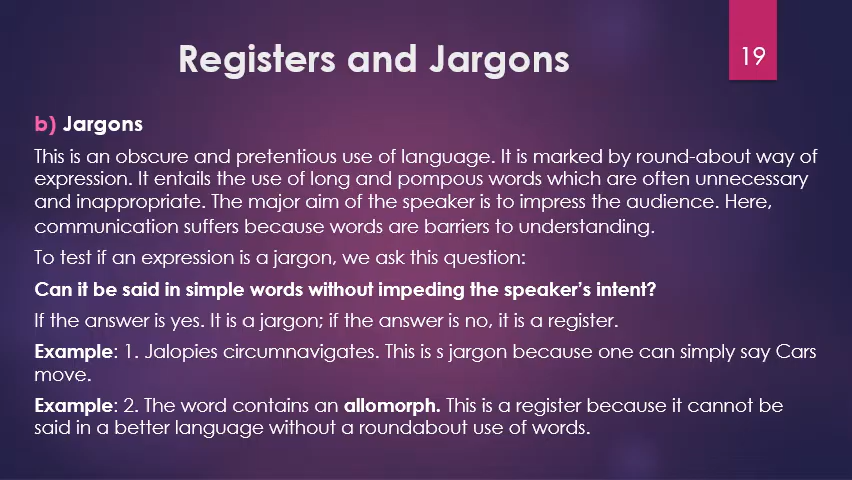 Registers and Jargons
19
b) Jargons
This is an obscure and pretentious use of language. It is marked by round-about way of
expression. It entails the use of long and pompous words which are often unnecessary
and inappropriate. The major aim of the speaker is to impress the audience. Here,
communication suffers because words are barriers to understanding.
To test if an expression is a jargon, we ask this question:
Can it be said in simple words without impeding the speaker's intent?
If the answer is yes. It is a jargon; if the answer is no, it is a register.
Example: 1. Jalopies circumnavigates. This is s jargon because one can simply say Cars
move.
Example: 2. The word contains an allomorph. This is a register because it cannot be
said in a better language without a roundabout use of words.